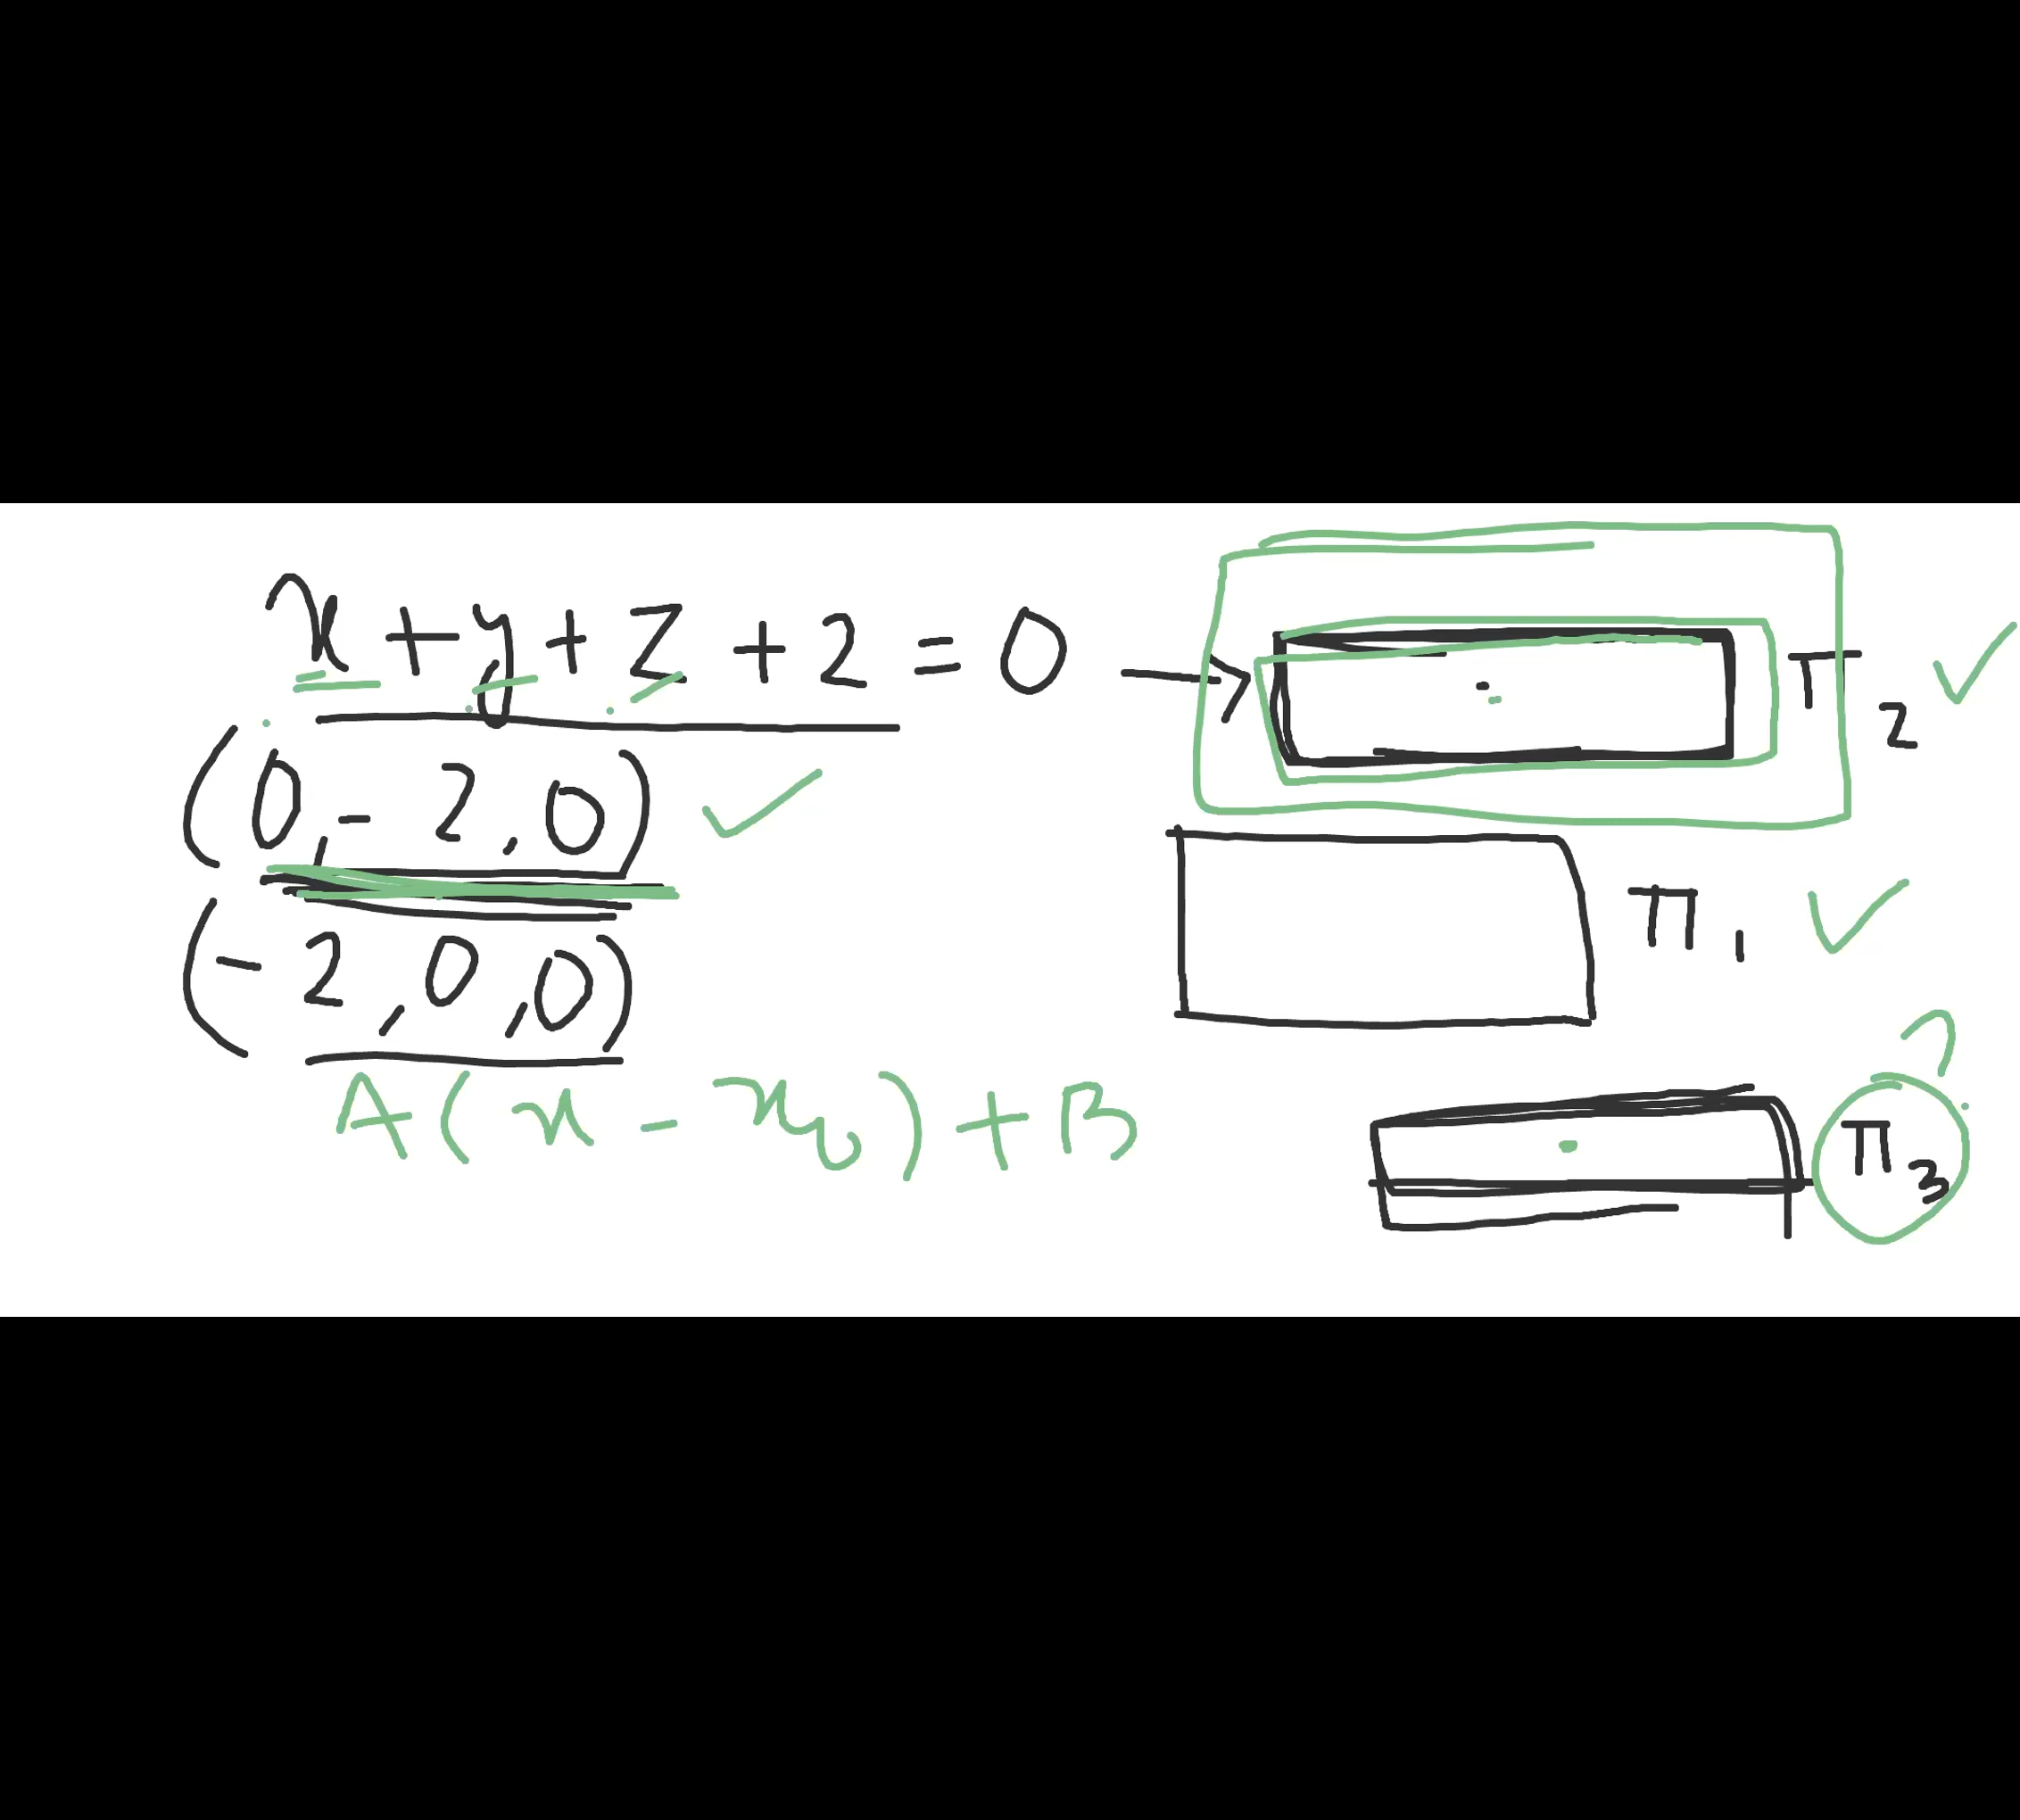 x + y + z + 2 = 0 → π2 ✓
(0, -2, 0) ✓
π1 ✓
(-2, 0, 0)
?
A(x - x0) + B
π3